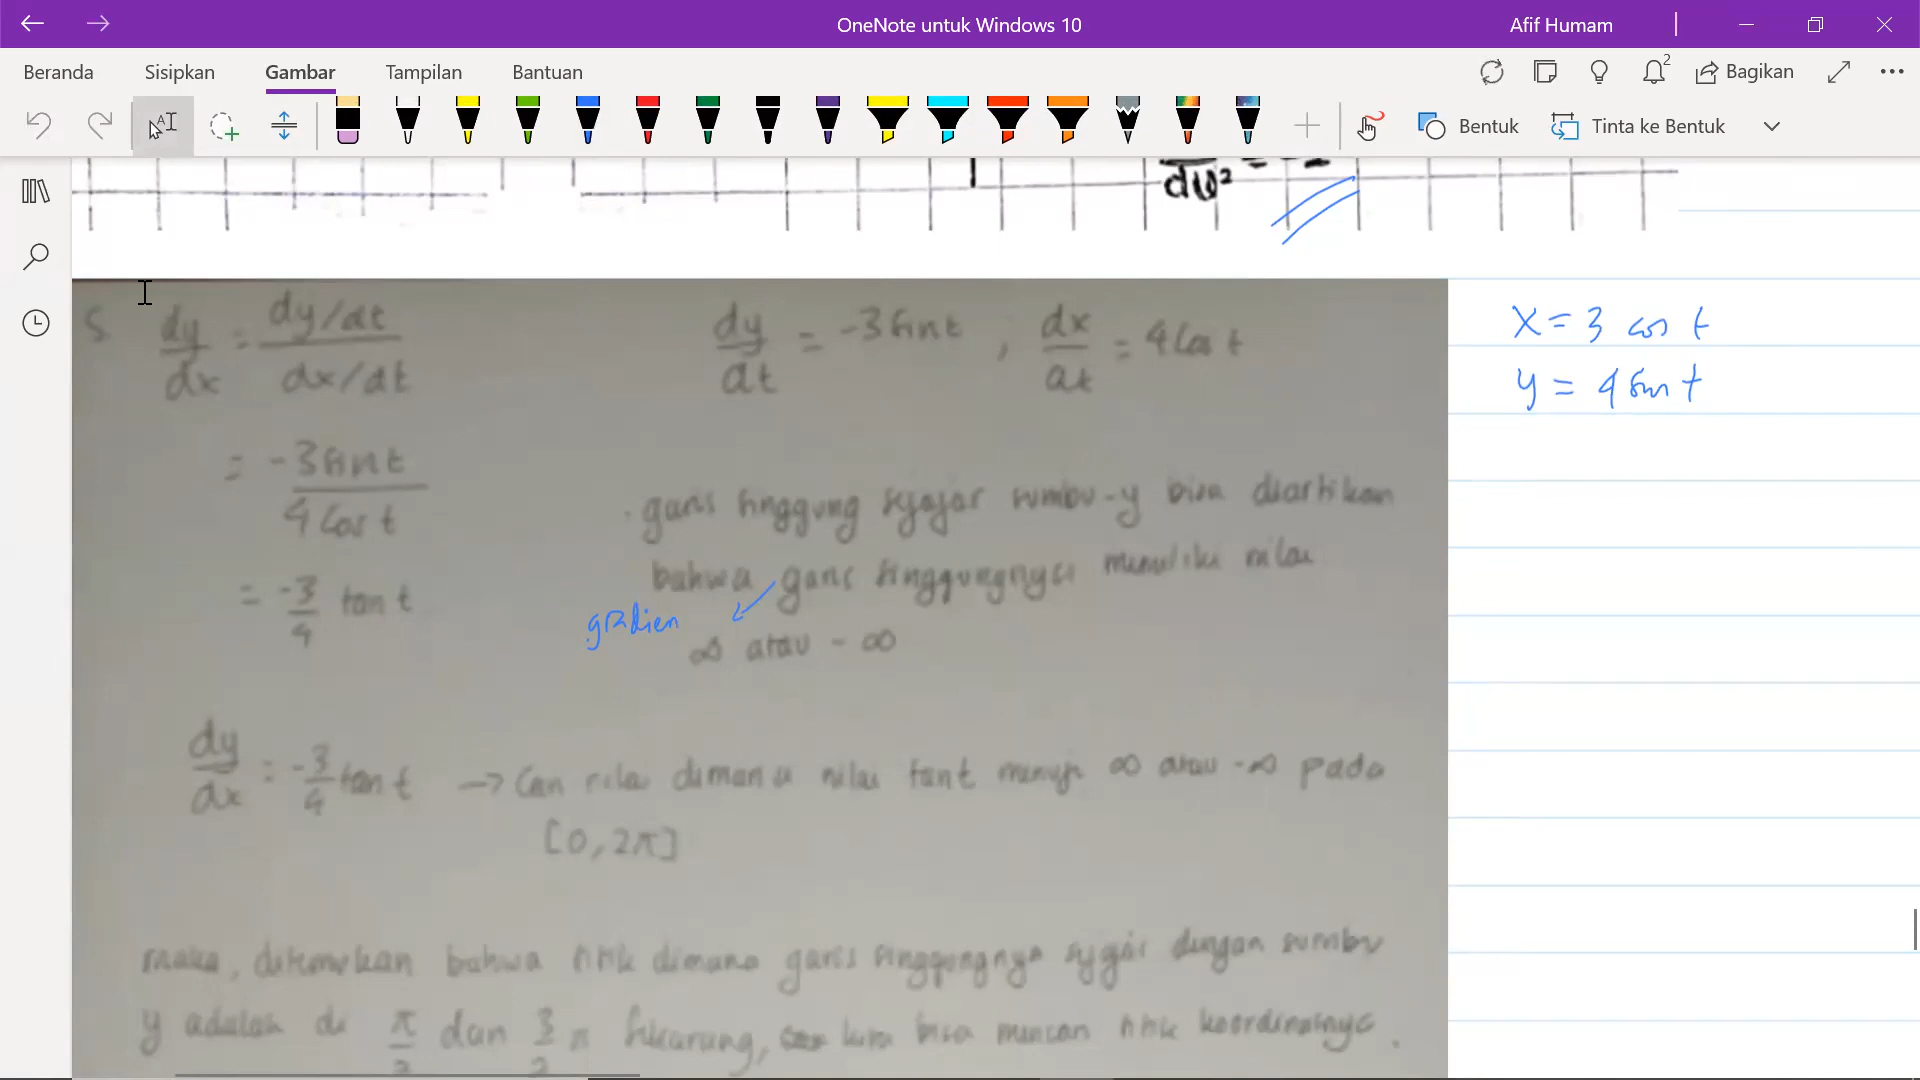 OneNote untuk Windows 10
Afif Humam
Beranda
Sisipkan
Gambar
Tampilan
Bantuan
2
Bagikan
Bentuk
Tinta ke Bentuk
dw²
5. dy/dx = dy/dt / dx/dt
dy/dt = -3 sin t , dx/dt = 4 cos t
x = 3 cos t
y = 4 sin t
= -3 sin t / 4 cos t
. garis singgung sejajar sumbu-y bisa diartikan
bahwa garis singgungnya memiliki nilai
gradien
∞ atau -∞
= -3/4 tan t
dy/dx = -3/4 tan t → Cari nilai dimana nilai tan t menuju ∞ atau -∞ pada
[0, 2π]
maka, ditemukan bahwa titik dimana garis singgungnya sejajar dengan sumbu
y adalah di π/2 dan 3/2 π sekarang, kita bisa mencari titik koordinatnya.